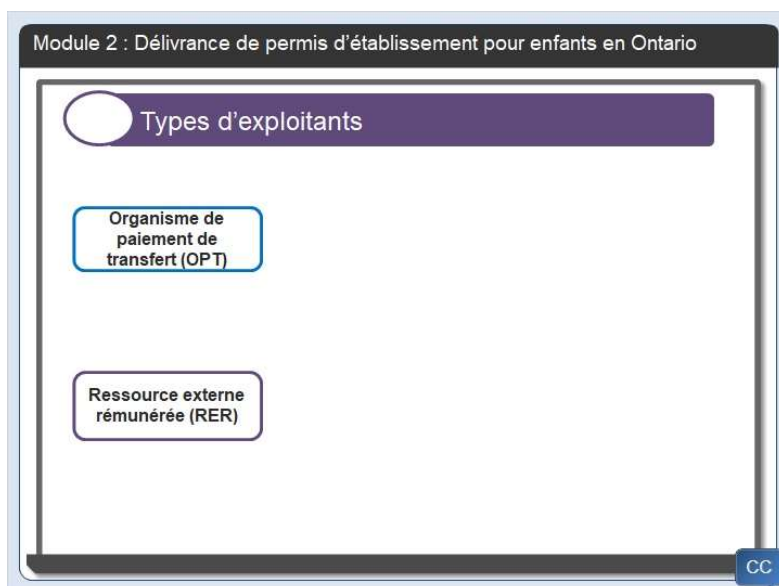 Module 2 : Délivrance de permis d’établissement pour enfants en Ontario
Types d’exploitants
Organisme de
paiement de
transfert (OPT)
Ressource externe
rémunérée (RER)
CC